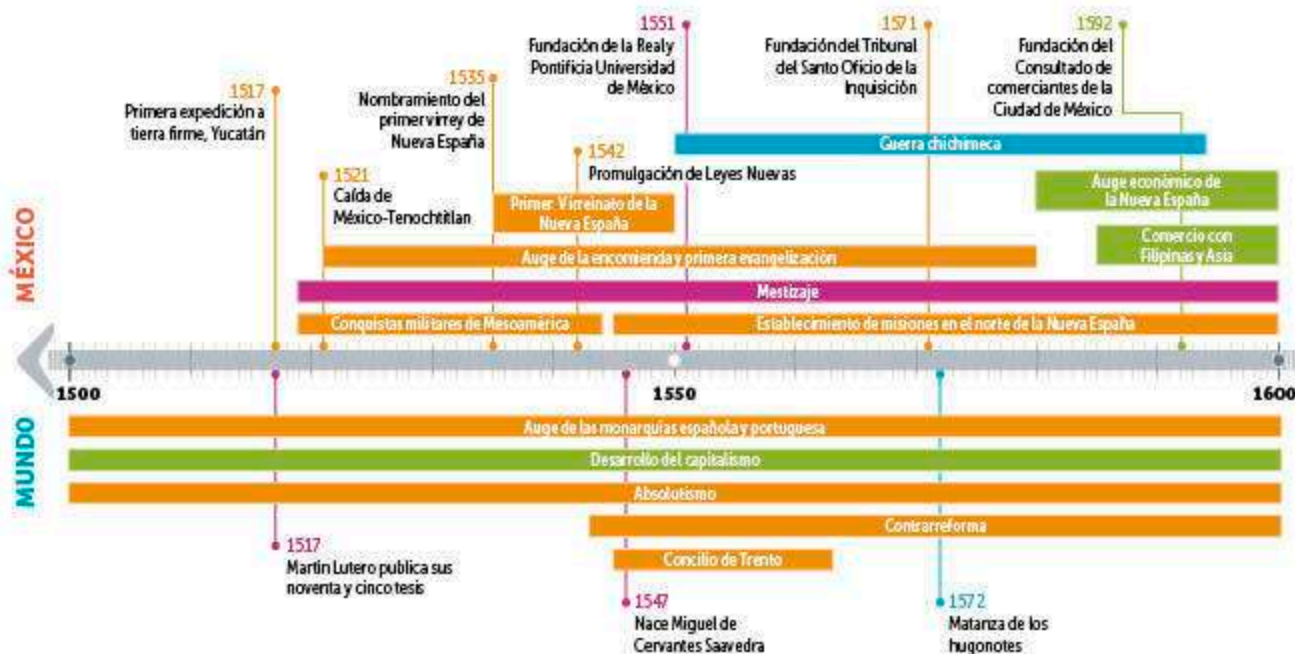 1551
Fundación de la Real y
Pontificia Universidad
de México
1571
Fundación del Tribunal
del Santo Oficio de la
Inquisición
1592
Fundación del
Consultado de
comerciantes de la
Ciudad de México
1517
Primera expedición a
tierra firme, Yucatán
1535
Nombramiento del
primer virrey de
Nueva España
1542
Promulgación de Leyes Nuevas
1521
Caída de
México-Tenochtitlan
Guerra chichimeca
Auge económico de
la Nueva España
Primer Virreinato de la
Nueva España
Comercio con
Filipinas y Asia
Auge de la encomienda y primera evangelización
Mestizaje
Conquistas militares de Mesoamérica
Establecimiento de misiones en el norte de la Nueva España
MÉXICO
1500
1550
1600
MUNDO
Auge de las monarquías española y portuguesa
Desarrollo del capitalismo
Absolutismo
Contrarreforma
Concilio de Trento
1517
Martín Lutero publica sus
noventa y cinco tesis
1547
Nace Miguel de
Cervantes Saavedra
1572
Matanza de los
hugonotes